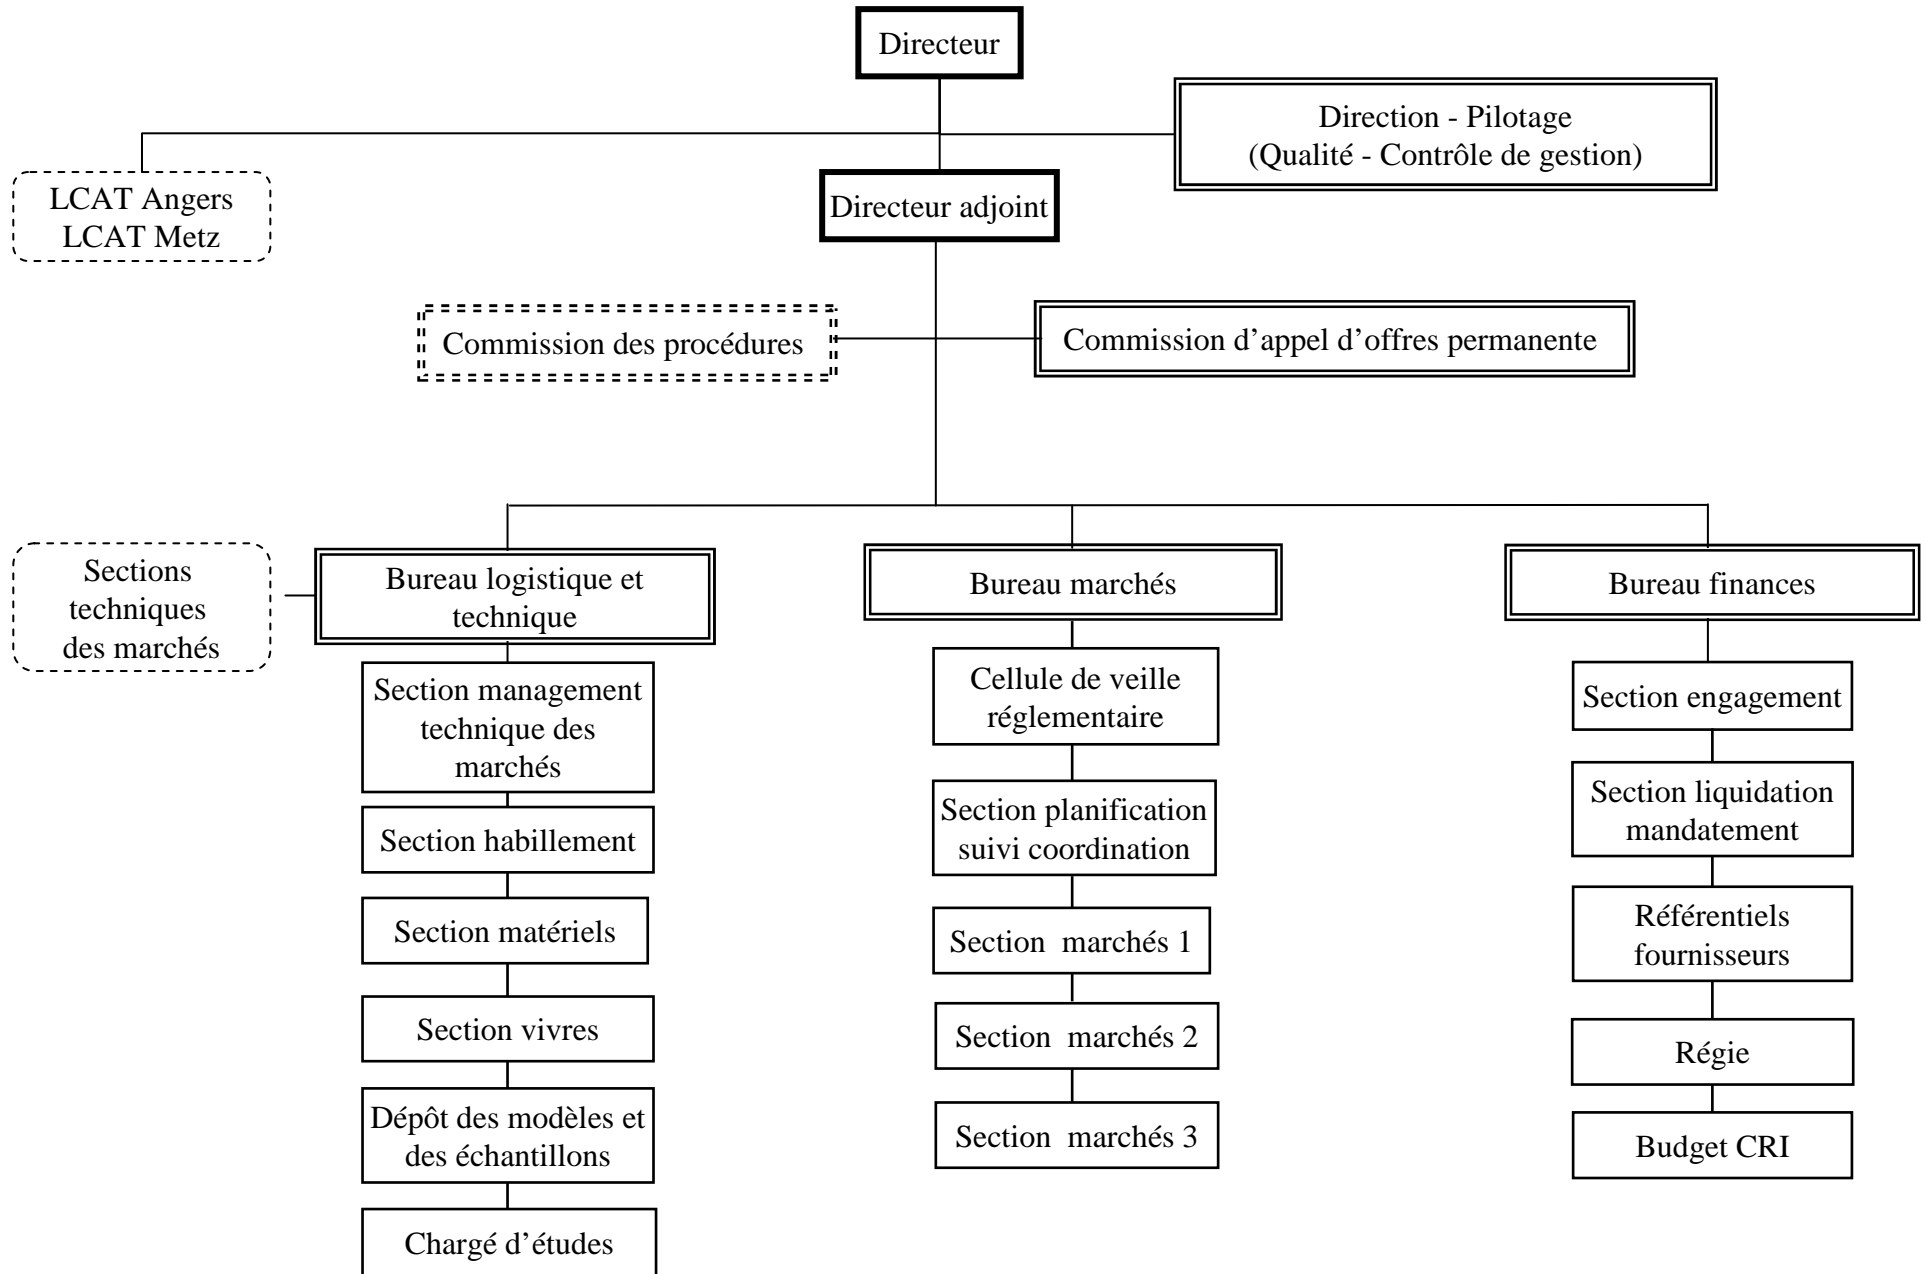 Directeur
Direction - Pilotage
(Qualité - Contrôle de gestion)
LCAT Angers
LCAT Metz
Directeur adjoint
Commission des procédures
Commission d’appel d’offres permanente
Sections
techniques
des marchés
Bureau logistique et
technique
Section management
technique des
marchés
Section habillement
Section matériels
Section vivres
Dépôt des modèles et
des échantillons
Chargé d’études
Bureau marchés
Cellule de veille
réglementaire
Section planification
suivi coordination
Section  marchés 1
Section  marchés 2
Section  marchés 3
Bureau finances
Section engagement
Section liquidation
mandatement
Référentiels
fournisseurs
Régie
Budget CRI